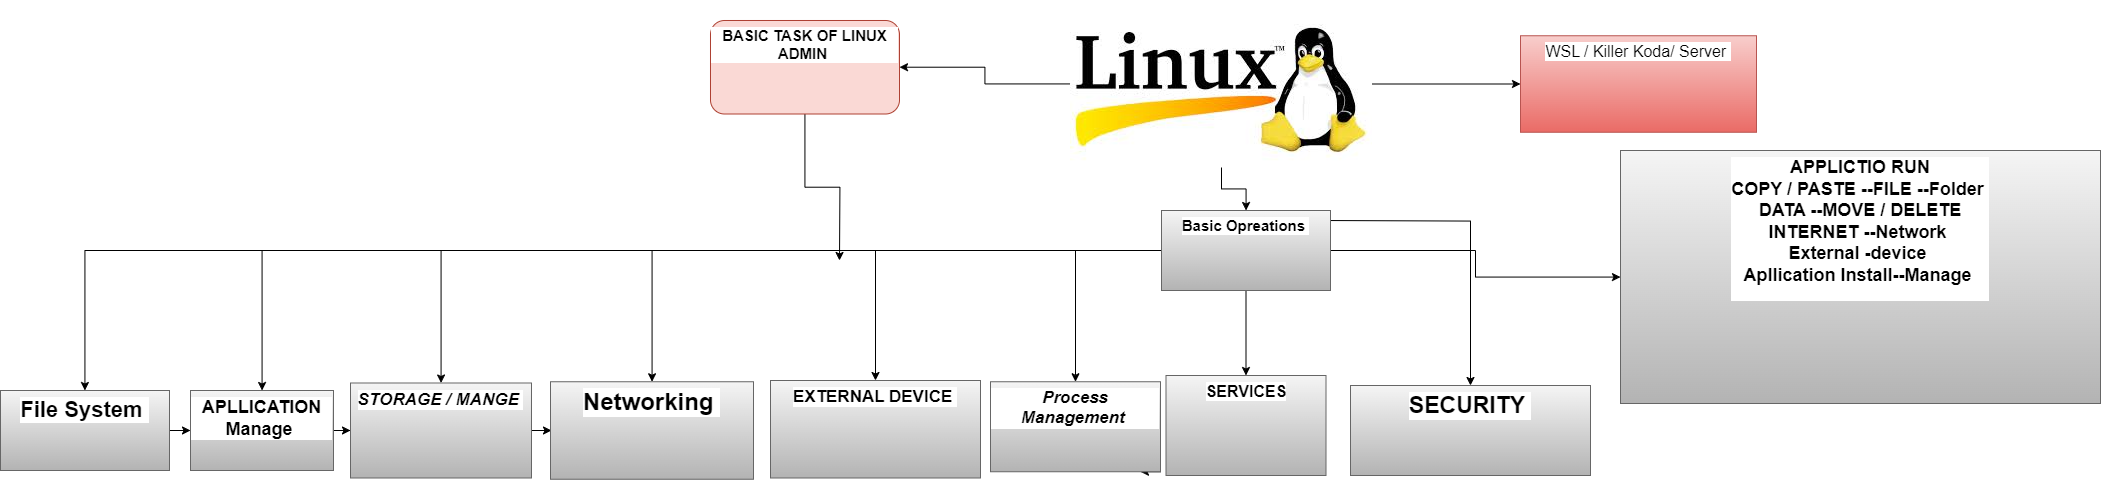 BASIC TASK OF LINUX
ADMIN
Linux™
WSL / Killer Koda/ Server
APPLICTIO RUN
COPY / PASTE --FILE --Folder
DATA --MOVE / DELETE
INTERNET --Network
External -device
Apllication Install--Manage
Basic Opreations
File System
APLLICATION
Manage
STORAGE / MANGE
Networking
EXTERNAL DEVICE
Process
Management
SERVICES
SECURITY